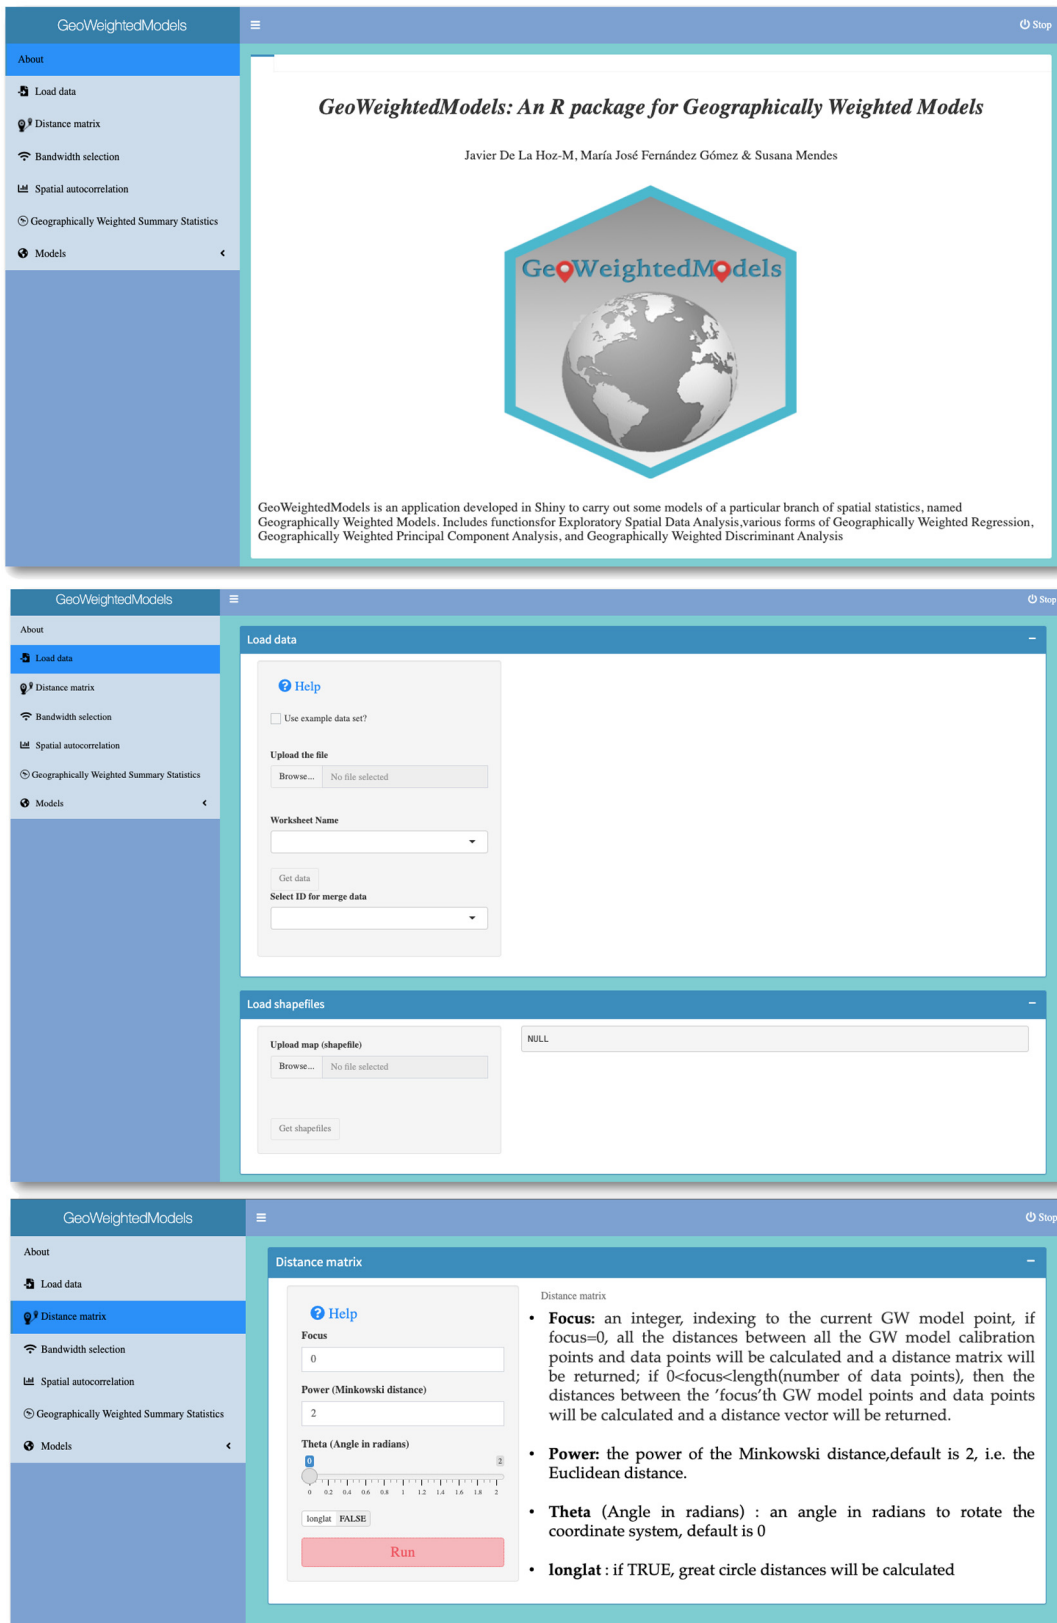 GeoWeightedModels
Stop
About
Load data
Distance matrix
Bandwidth selection
Spatial autocorrelation
Geographically Weighted Summary Statistics
Models
GeoWeightedModels: An R package for Geographically Weighted Models
Javier De La Hoz-M, María José Fernández Gómez & Susana Mendes
GeoWeightedModels
GeoWeightedModels is an application developed in Shiny to carry out some models of a particular branch of spatial statistics, named
Geographically Weighted Models. Includes functionsfor Exploratory Spatial Data Analysis,various forms of Geographically Weighted Regression,
Geographically Weighted Principal Component Analysis, and Geographically Weighted Discriminant Analysis
GeoWeightedModels
Stop
About
Load data
Distance matrix
Bandwidth selection
Spatial autocorrelation
Geographically Weighted Summary Statistics
Models
Load data
Help
Use example data set?
Upload the file
Browse... No file selected
Worksheet Name
Get data
Select ID for merge data
Load shapefiles
Upload map (shapefile)
Browse... No file selected
Get shapefiles
NULL
GeoWeightedModels
Stop
About
Load data
Distance matrix
Bandwidth selection
Spatial autocorrelation
Geographically Weighted Summary Statistics
Models
Distance matrix
Help
Focus
0
Power (Minkowski distance)
2
Theta (Angle in radians)
0 2
0 0.2 0.4 0.6 0.8 1 1.2 1.4 1.6 1.8 2
longlat FALSE
Run
Distance matrix
• Focus: an integer, indexing to the current GW model point, if
focus=0, all the distances between all the GW model calibration
points and data points will be calculated and a distance matrix will
be returned; if 0<focus<length(number of data points), then the
distances between the 'focus'th GW model points and data points
will be calculated and a distance vector will be returned.
• Power: the power of the Minkowski distance,default is 2, i.e. the
Euclidean distance.
• Theta (Angle in radians) : an angle in radians to rotate the
coordinate system, default is 0
• longlat : if TRUE, great circle distances will be calculated